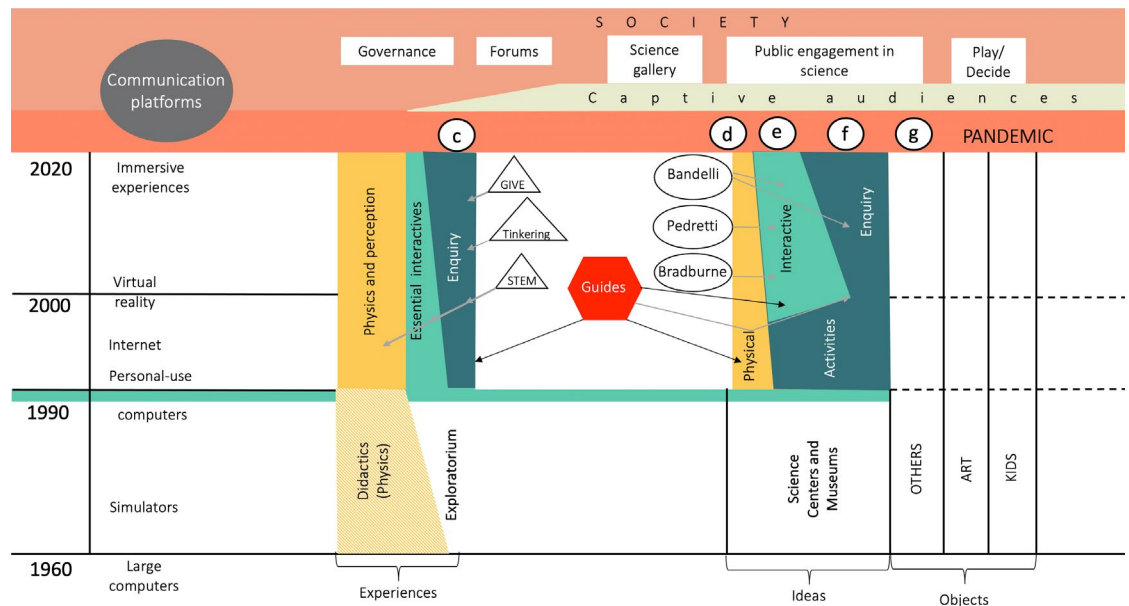 S O C I E T Y
Governance
Forums
Science
gallery
Public engagement in
science
Play/
Decide
Communication
platforms
C a p t i v e a u d i e n c e s
c
d
e
f
g
PANDEMIC
2020
Immersive
experiences
Virtual
reality
2000
Internet
Personal-use
1990
computers
Simulators
1960
Large
computers
Physics and perception
Essential interactives
Enquiry
GIVE
Tinkering
STEM
Guides
Bandelli
Pedretti
Bradburne
Physical
Interactive
Activities
Enquiry
Didactics
(Physics)
Exploratorium
Science
Centers and
Museums
OTHERS
ART
KIDS
Experiences
Ideas
Objects